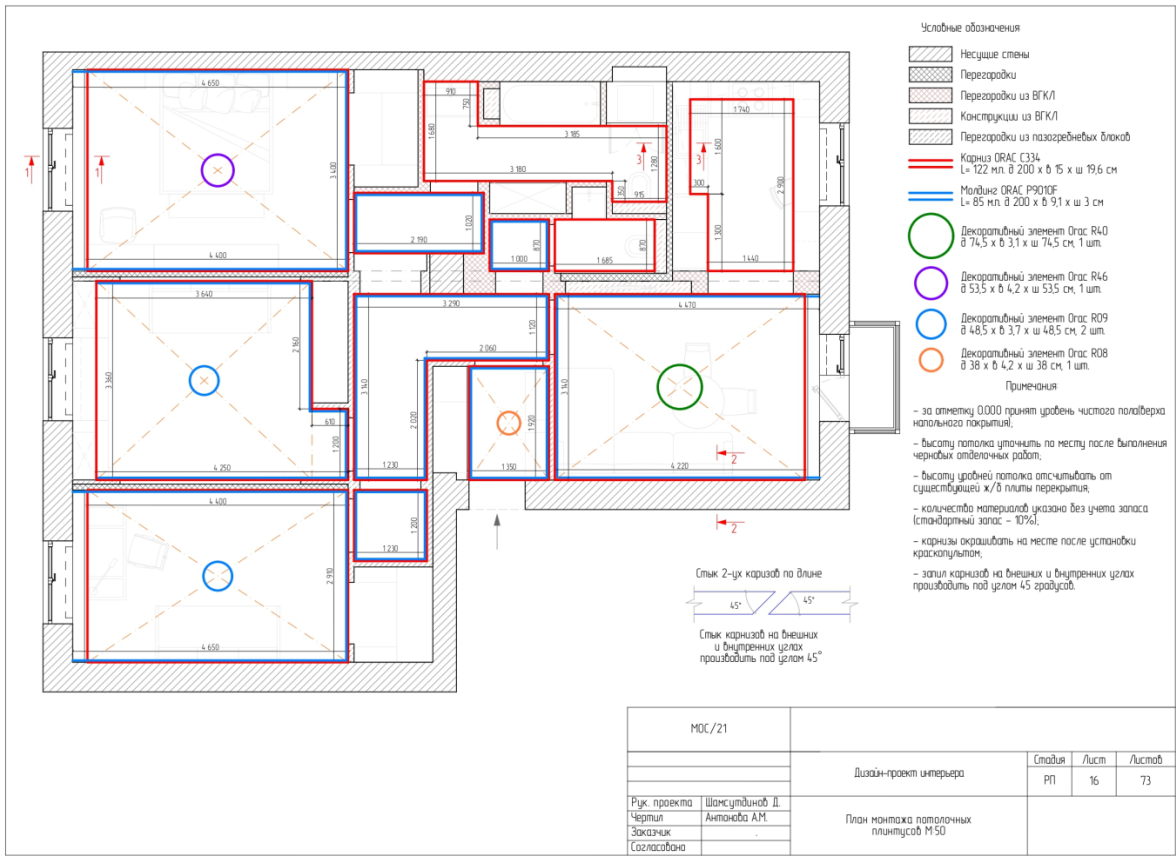 Условные обозначения
Несущие стены
Перегородки
Перегородки из ВГКЛ
Конструкции из ВГКЛ
Перегородки из пазогребневых блоков
Карниз ORAC C334
L= 122 м.п. д 200 x в 15 x ш 19,6 см
Молдинг ORAC P9010F
L= 85 м.п. д 200 x в 9,1 x ш 3 см
Декоративный элемент Orac R40
д 74,5 x в 3,1 x ш 74,5 см, 1 шт.
Декоративный элемент Orac R46
д 53,5 x в 4,2 x ш 53,5 см, 1 шт.
Декоративный элемент Orac R09
д 48,5 x в 3,7 x ш 48,5 см, 2 шт.
Декоративный элемент Orac R08
д 38 x в 4,2 x ш 38 см, 1 шт.
Примечания
- за отметку 0.000 принят уровень чистого пола(верха
напольного покрытия);
- высоту потолка уточнить по месту после выполнения
черновых отделочных работ;
- высоту уровней потолка отсчитывать от
существующей ж/б плиты перекрытия;
- количество материалов указано без учета запаса
(стандартный запас - 10%);
- карнизы окрашивать на месте после установки
краскопультом;
- запил карнизов на внешних и внутренних углах
производить под углом 45 градусов.
4 650
3 400
4 400
1
1
910
750
1 680
3 185
3 180
1 280
350
915
3
3
1 740
1 600
300
2 900
1 300
1 440
2 190
1 020
1 000
870
1 685
870
3 640
2 160
3 360
610
1 200
4 250
3 290
1 120
2 060
3 140
2 020
1 230
1 920
1 350
4 470
3 140
4 220
2
2
4 400
2 910
4 650
1 200
1 230
Стык 2-ух каризов по длине
45°
45°
Стык карнизов на внешних
и внутренних углах
производить под углом 45°
МОС/21
Дизайн-проект интерьера
Стадия
Лист
Листов
РП
16
73
Рук. проекта
Шамсутдинов Д.
Чертил
Антонова А.М.
Заказчик
.
Согласовано
План монтажа потолочных
плинтусов М:50